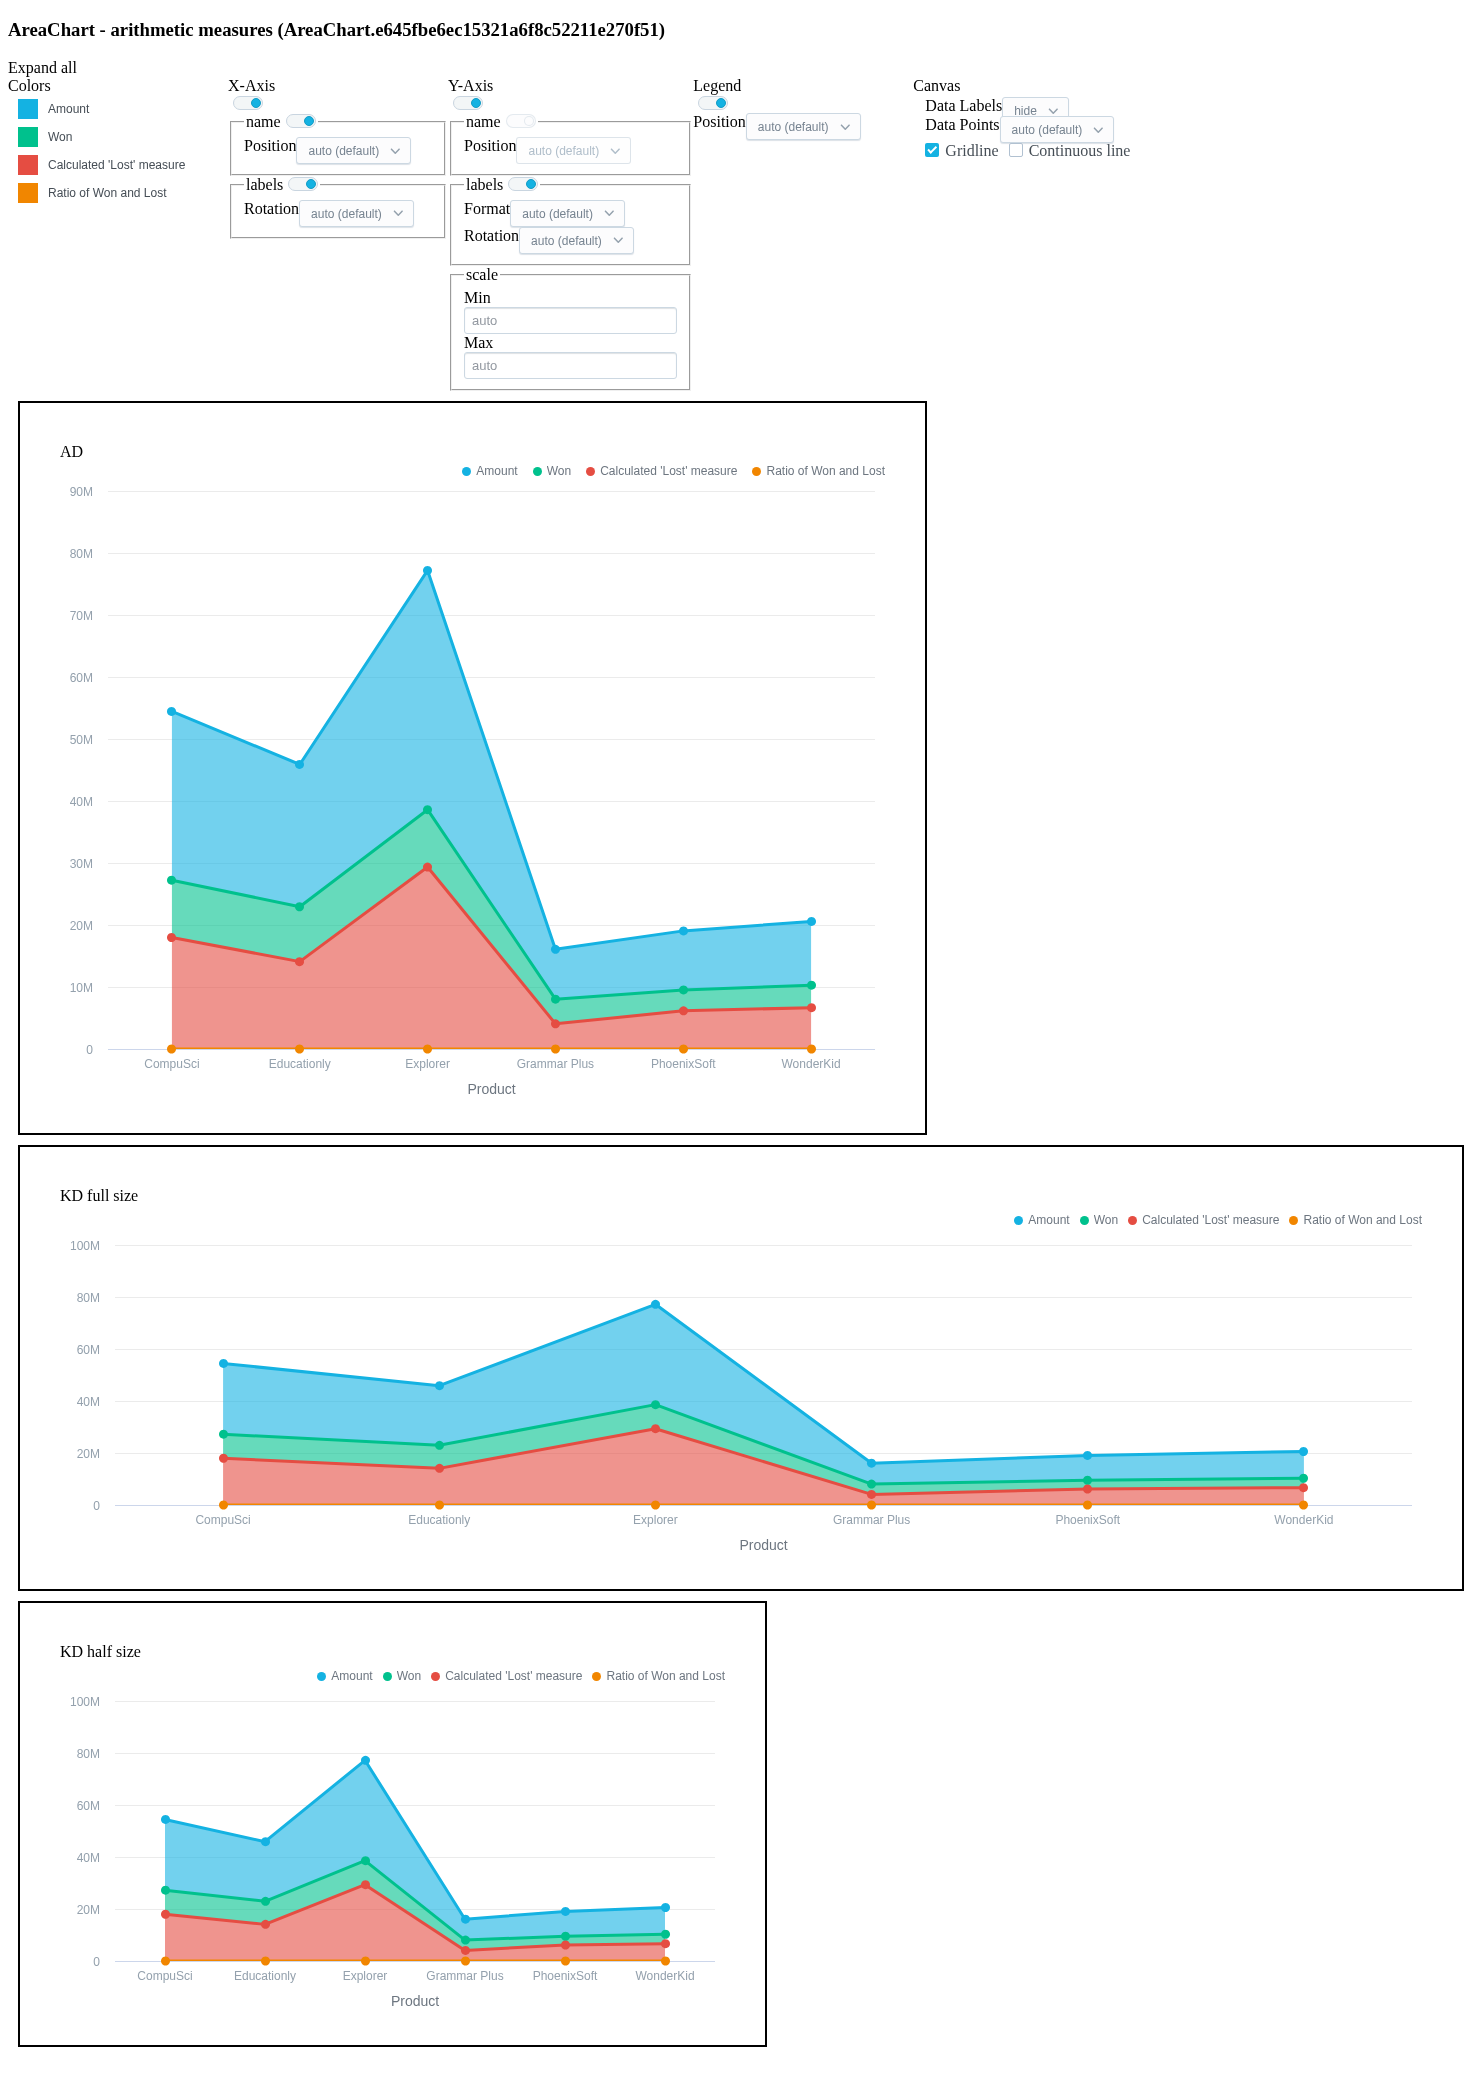 AreaChart - arithmetic measures (AreaChart.e645fbe6ec15321a6f8c52211e270f51)
Expand all
Colors
Amount
Won
Calculated 'Lost' measure
Ratio of Won and Lost
X-Axis
name
Position auto (default)
labels
Rotation auto (default)
Y-Axis
name
Position auto (default)
labels
Format auto (default)
Rotation auto (default)
scale
Min
auto
Max
auto
Legend
Position auto (default)
Canvas
Data Labels hide
Data Points auto (default)
Gridline Continuous line
AD
Amount Won Calculated 'Lost' measure Ratio of Won and Lost
90M
80M
70M
60M
50M
40M
30M
20M
10M
0
CompuSci Educationly Explorer Grammar Plus PhoenixSoft WonderKid
Product
KD full size
Amount Won Calculated 'Lost' measure Ratio of Won and Lost
100M
80M
60M
40M
20M
0
CompuSci Educationly Explorer Grammar Plus PhoenixSoft WonderKid
Product
KD half size
Amount Won Calculated 'Lost' measure Ratio of Won and Lost
100M
80M
60M
40M
20M
0
CompuSci Educationly Explorer Grammar Plus PhoenixSoft WonderKid
Product